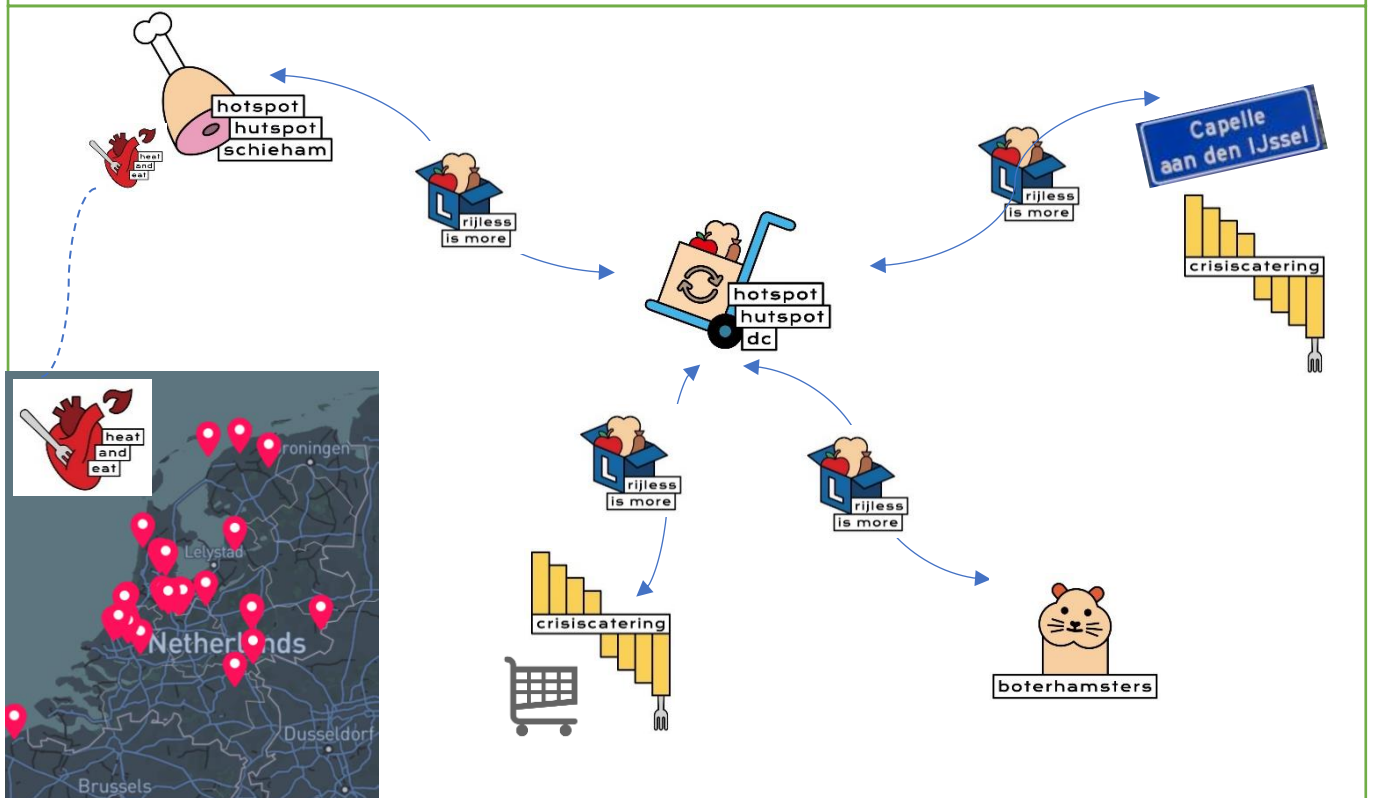 hotspot
hutspot
schieham
heat
and
eat
rijless
is more
Capelle
aan den IJssel
rijless
is more
crisiscatering
hotspot
hutspot
dc
heat
and
eat
roningen
Lelystad
Netherlands
Dusseldorf
Brussels
rijless
is more
rijless
is more
crisiscatering
boterhamsters